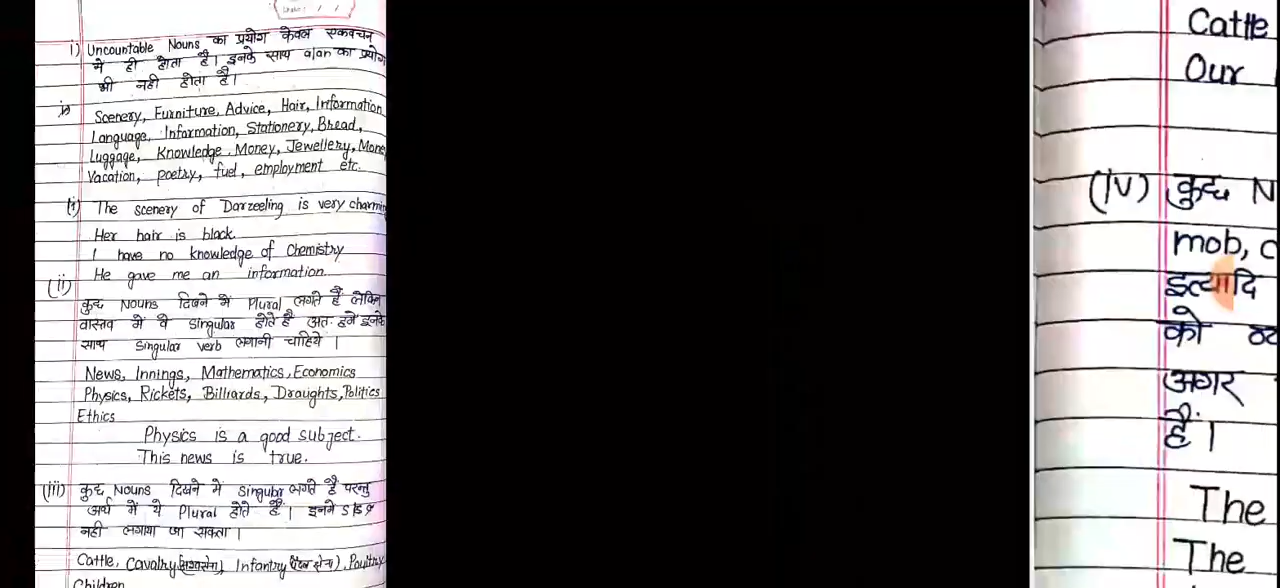 i) Uncountable Nouns का प्रयोग केवल एकवचन
में ही होता है। इनके साथ a/an का प्रयोग
भी नही होता है।
Scenery, Furniture, Advice, Hair, Information
Language, Information, Stationery, Bread,
Luggage, Knowledge, Money, Jewellery, Mone
Vacation, poetry, fuel, employment etc.
(i) The scenery of Darzeeling is very charmin
Her hair is black.
I have no knowledge of Chemistry
He gave me an information.
(ii)
कुछ Nouns दिखने में Plural लगते हैं लेकिन
वास्तव में वे singular होते है अतः हमे इनके
साथ singular verb लगानी चाहिये।
News, Innings, Mathematics, Economics
Physics, Rickets, Billiards, Draughts, Politics
Ethics
Physics is a good subject.
This news is true.
(iii) कुछ Nouns दिखने में singular लगते है परन्तु
अर्थ में ये Plural होते हैं। इनमे s
नही लगाया जा सकता।
Cattle, Cavalry Infantry Poultry
Children
Cattle
Our
(iv) कुछ N
mob, c
इत्यादि
को
अगर
हैं।
The
The